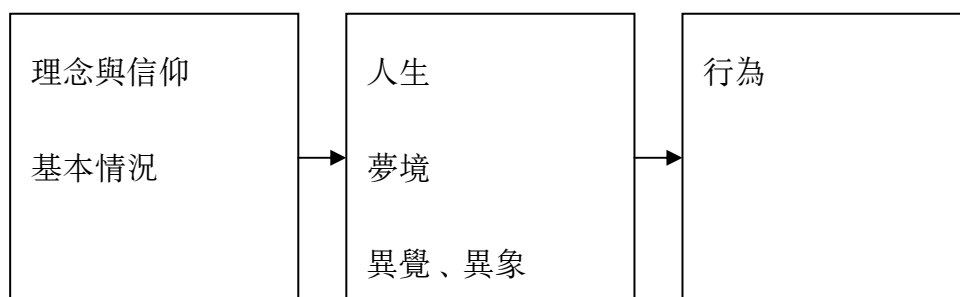 理念與信仰
基本情況
人生
夢境
異覺、異象
行為